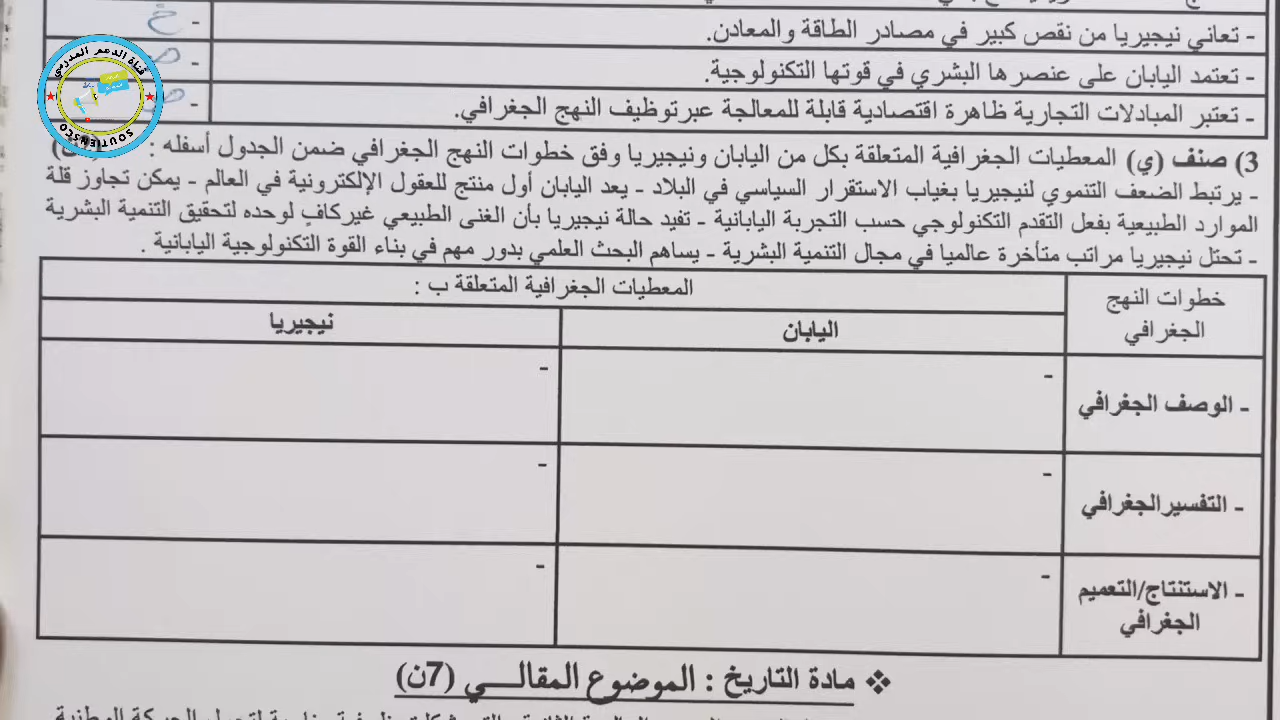 - تعاني نيجيريا من نقص كبير في مصادر الطاقة والمعادن. - خ
- تعتمد اليابان على عنصرها البشري في قوتها التكنولوجية. - ص
- تعتبر المبادلات التجارية ظاهرة اقتصادية قابلة للمعالجة عبر توظيف النهج الجغرافي. - ص
قناة الدعم المدرسي
SOUTIENSCO
3) صنف (ي) المعطيات الجغرافية المتعلقة بكل من اليابان ونيجيريا وفق خطوات النهج الجغرافي ضمن الجدول أسفله :
- يرتبط الضعف التنموي لنيجيريا بغياب الاستقرار السياسي في البلاد - يعد اليابان أول منتج للعقول الإلكترونية في العالم - يمكن تجاوز قلة
الموارد الطبيعية بفعل التقدم التكنولوجي حسب التجربة اليابانية - تفيد حالة نيجيريا بأن الغنى الطبيعي غير كافٍ لوحده لتحقيق التنمية البشرية
- تحتل نيجيريا مراتب متأخرة عالميا في مجال التنمية البشرية - يساهم البحث العلمي بدور مهم في بناء القوة التكنولوجية اليابانية .
خطوات النهج
الجغرافي
المعطيات الجغرافية المتعلقة ب :
اليابان
نيجيريا
- الوصف الجغرافي
-
-
- التفسير الجغرافي
-
-
- الاستنتاج/التعميم
الجغرافي
-
-
❖ مادة التاريخ : الموضوع المقالـــي (7ن)